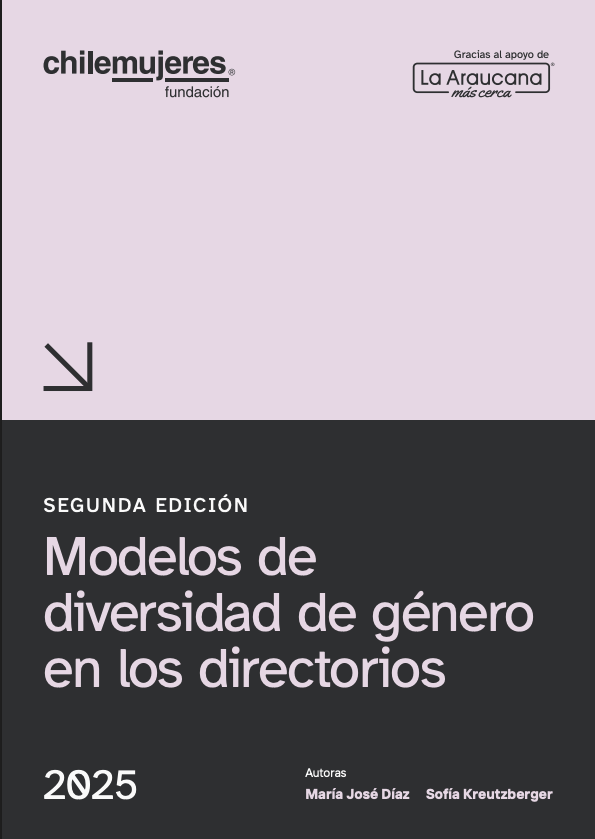 chilemujeres®
fundación
Gracias al apoyo de
La Araucana®
más cerca
SEGUNDA EDICIÓN
Modelos de
diversidad de género
en los directorios
2025
Autoras
María José Díaz Sofía Kreutzberger